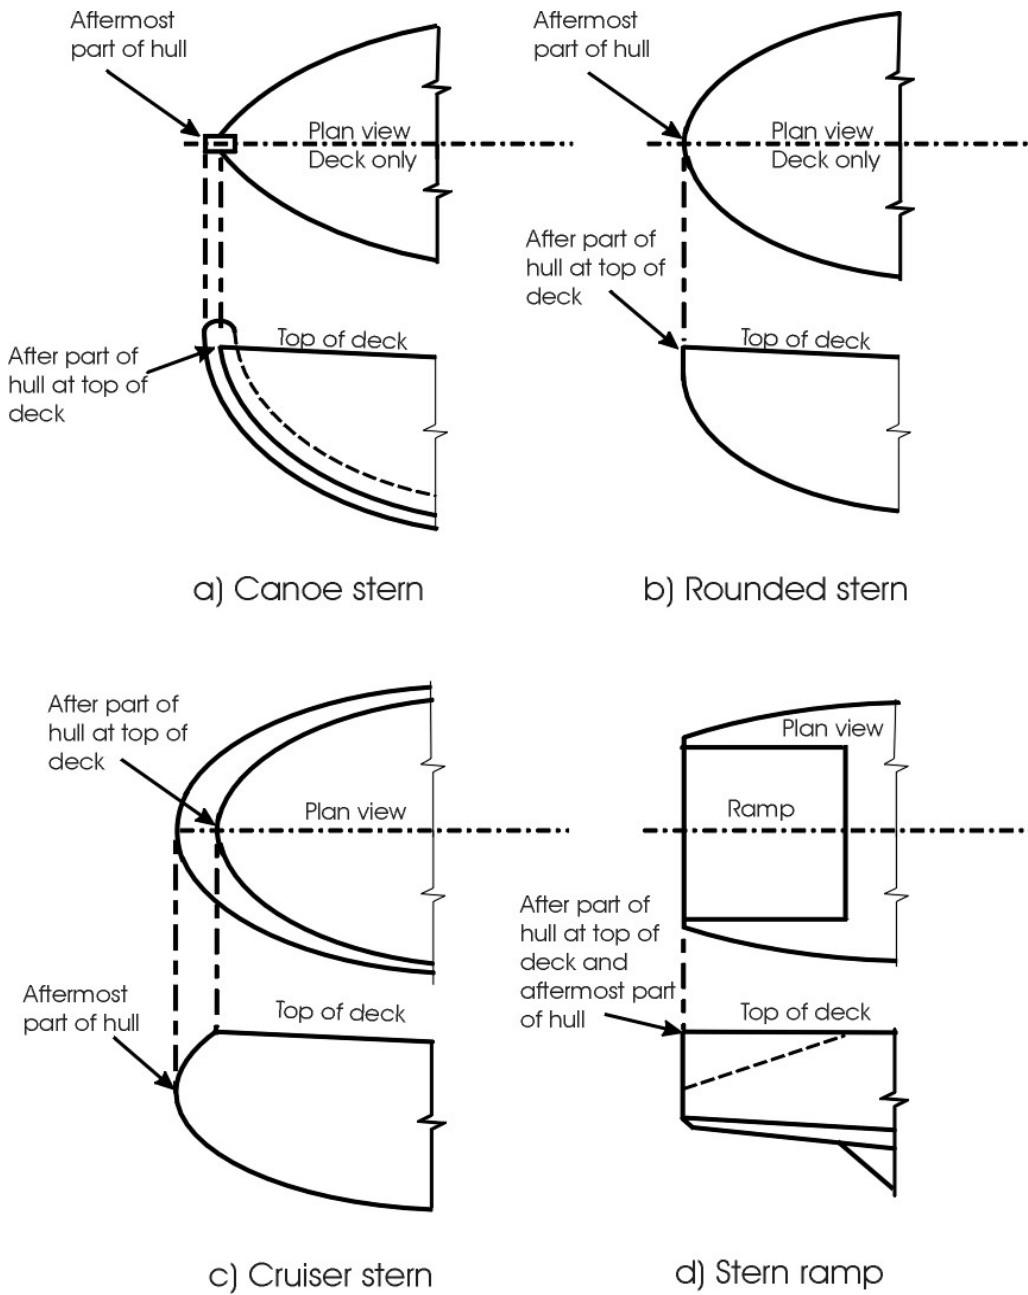 Aftermost
part of hull
Plan view
Deck only
After part of
hull at top of
deck
Top of deck
a) Canoe stern
Aftermost
part of hull
Plan view
Deck only
After part of
hull at top of
deck
Top of deck
b) Rounded stern
After part of
hull at top of
deck
Plan view
Aftermost
part of hull
Top of deck
c) Cruiser stern
Plan view
Ramp
After part of
hull at top of
deck and
aftermost part
of hull
Top of deck
d) Stern ramp